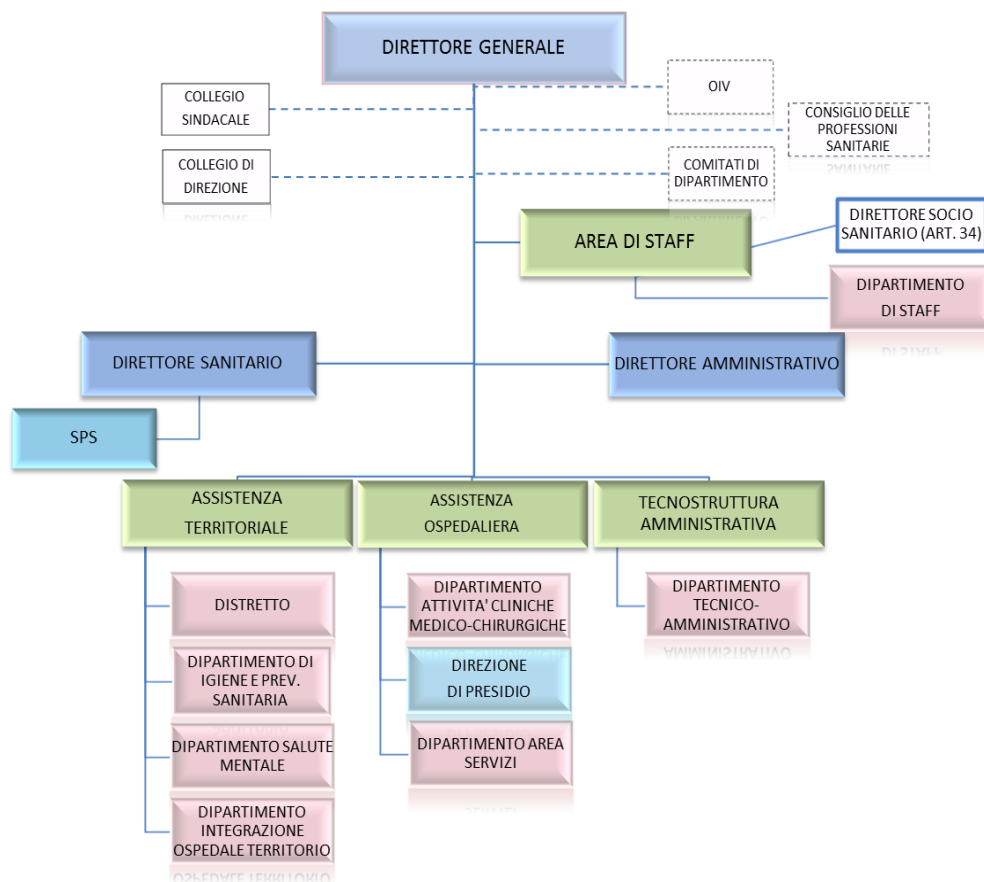 DIRETTORE GENERALE
COLLEGIO
SINDACALE
OIV
CONSIGLIO DELLE
PROFESSIONI
SANITARIE
COLLEGIO DI
DIREZIONE
COMITATI DI
DIPARTIMENTO
AREA DI STAFF
DIRETTORE SOCIO
SANITARIO (ART. 34)
DIPARTIMENTO
DI STAFF
DIRETTORE SANITARIO
DIRETTORE AMMINISTRATIVO
SPS
ASSISTENZA
TERRITORIALE
ASSISTENZA
OSPEDALIERA
TECNOSTRUTTURA
AMMINISTRATIVA
DISTRETTO
DIPARTIMENTO DI
IGIENE E PREV.
SANITARIA
DIPARTIMENTO SALUTE
MENTALE
DIPARTIMENTO
INTEGRAZIONE
OSPEDALE TERRITORIO
DIPARTIMENTO
ATTIVITA' CLINICHE
MEDICO-CHIRURGICHE
DIREZIONE
DI PRESIDIO
DIPARTIMENTO AREA
SERVIZI
DIPARTIMENTO
TECNICO-
AMMINISTRATIVO